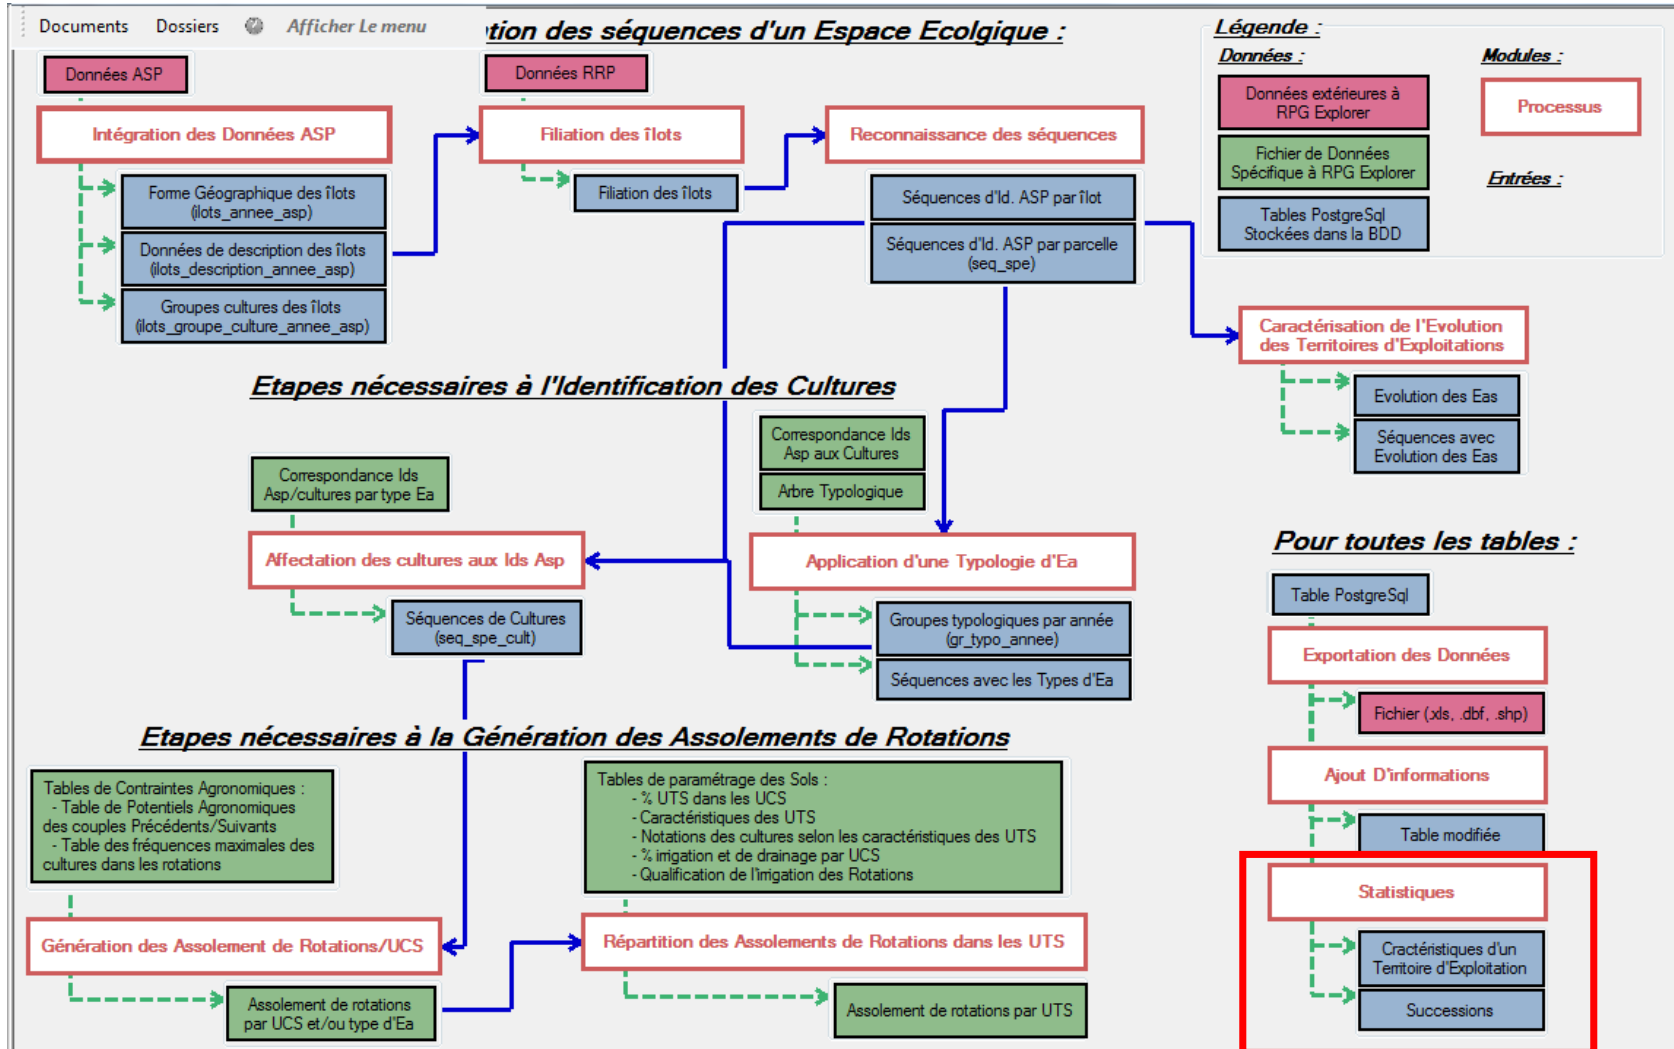 Documents Dossiers Afficher Le menu
tion des séquences d'un Espace Ecolgique :
Données ASP
Intégration des Données ASP
Forme Géographique des îlots
(ilots_annee_asp)
Données de description des îlots
(ilots_description_annee_asp)
Groupes cultures des îlots
(ilots_groupe_culture_annee_asp)
Données RRP
Filiation des îlots
Filiation des îlots
Reconnaissance des séquences
Séquences d'Id. ASP par îlot
Séquences d'Id. ASP par parcelle
(seq_spe)
Légende :
Données :
Données extérieures à
RPG Explorer
Fichier de Données
Spécifique à RPG Explorer
Tables PostgreSql
Stockées dans la BDD
Modules :
Processus
Entrées :
Caractérisation de l'Evolution
des Territoires d'Exploitations
Evolution des Eas
Séquences avec
Evolution des Eas
Etapes nécessaires à l'Identification des Cultures
Correspondance Ids
Asp/cultures par type Ea
Affectation des cultures aux Ids Asp
Séquences de Cultures
(seq_spe_cult)
Correspondance Ids
Asp aux Cultures
Arbre Typologique
Application d'une Typologie d'Ea
Groupes typologiques par année
(gr_typo_annee)
Séquences avec les Types d'Ea
Etapes nécessaires à la Génération des Assolements de Rotations
Tables de Contraintes Agronomiques :
- Table de Potentiels Agronomiques
des couples Précédents/Suivants
- Table des fréquences maximales des
cultures dans les rotations
Génération des Assolement de Rotations/UCS
Assolement de rotations
par UCS et/ou type d'Ea
Tables de paramétrage des Sols :
- % UTS dans les UCS
- Caractéristiques des UTS
- Notations des cultures selon les caractéristiques des UTS
- % irrigation et de drainage par UCS
- Qualification de l'irrigation des Rotations
Répartition des Assolements de Rotations dans les UTS
Assolement de rotations par UTS
Pour toutes les tables :
Table PostgreSql
Exportation des Données
Fichier (.xls, .dbf, .shp)
Ajout D'informations
Table modifiée
Statistiques
Cractéristiques d'un
Territoire d'Exploitation
Successions